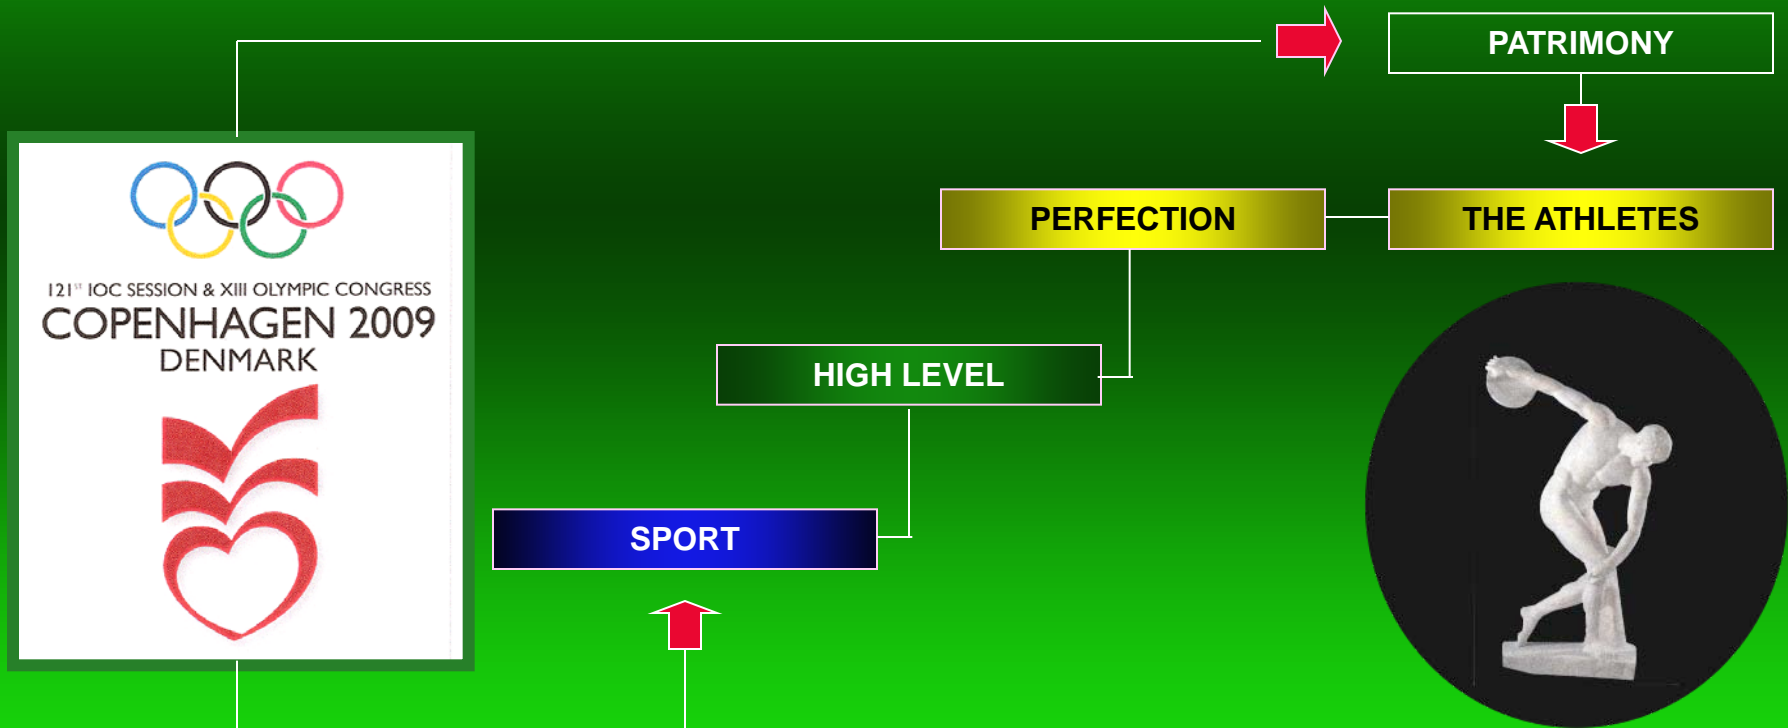 PATRIMONY
PERFECTION
THE ATHLETES
121ST IOC SESSION & XIII OLYMPIC CONGRESS
COPENHAGEN 2009
DENMARK
HIGH LEVEL
SPORT